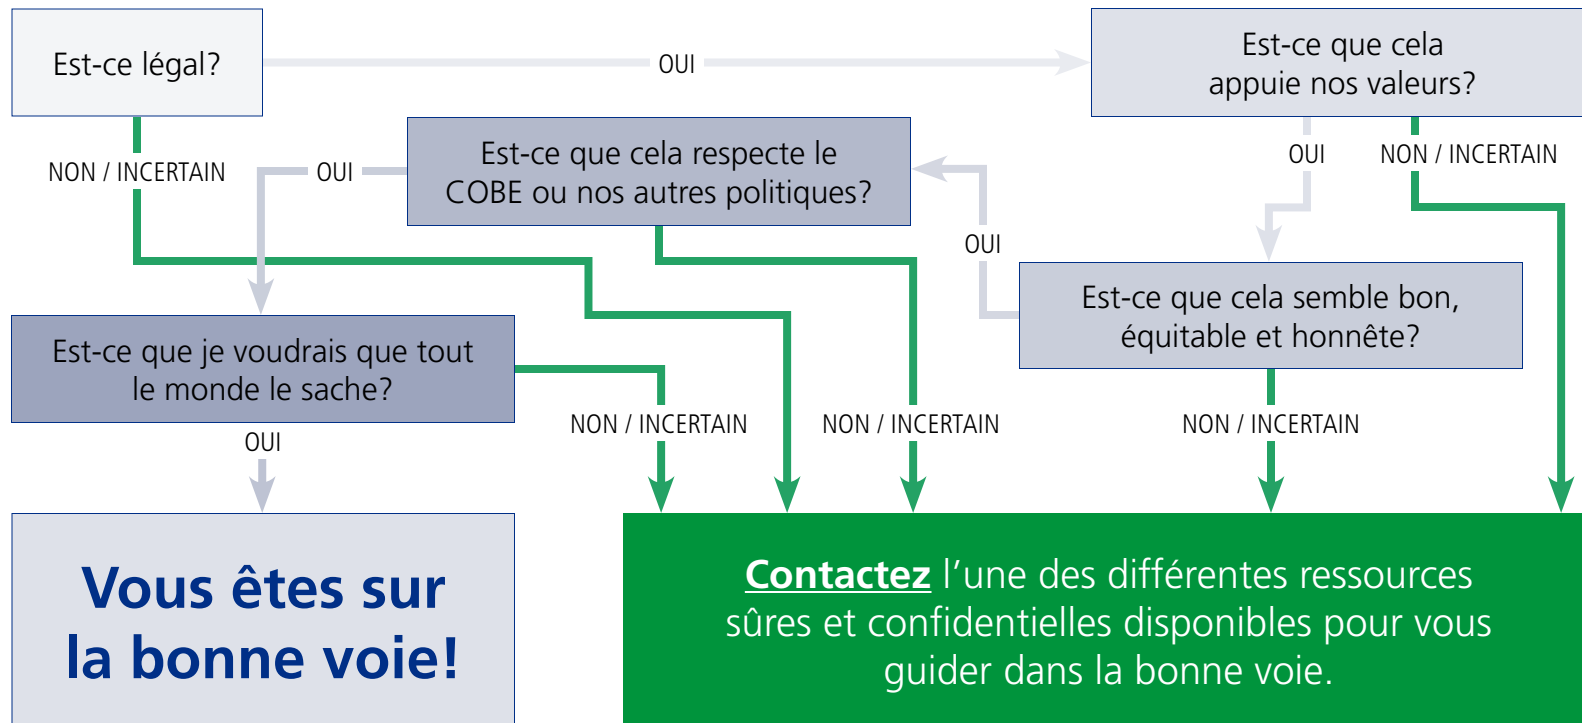 Est-ce légal?
OUI
Est-ce que cela
appuie nos valeurs?
NON / INCERTAIN
OUI
Est-ce que cela respecte le
COBE ou nos autres politiques?
OUI
NON / INCERTAIN
OUI
Est-ce que cela semble bon,
équitable et honnête?
Est-ce que je voudrais que tout
le monde le sache?
NON / INCERTAIN
NON / INCERTAIN
NON / INCERTAIN
OUI
Vous êtes sur
la bonne voie!
Contactez l’une des différentes ressources
sûres et confidentielles disponibles pour vous
guider dans la bonne voie.